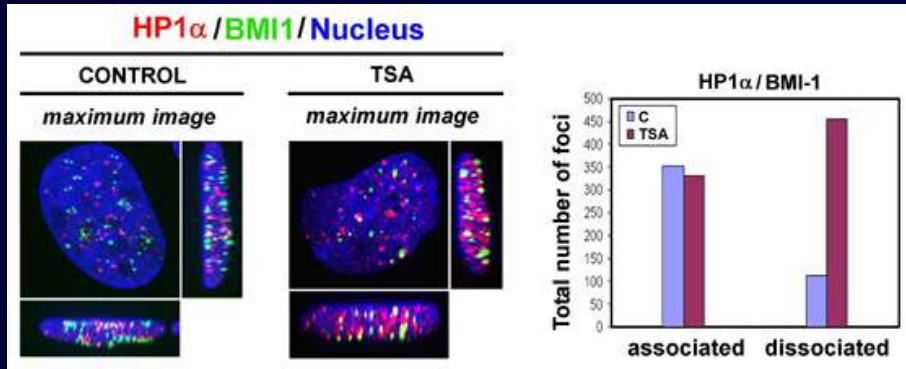 HP1α/BMI1/Nucleus
CONTROL
TSA
maximum image
maximum image
HP1α/BMI-1
Total number of foci
500
450
400
350
300
250
200
150
100
50
0
C
TSA
associated
dissociated